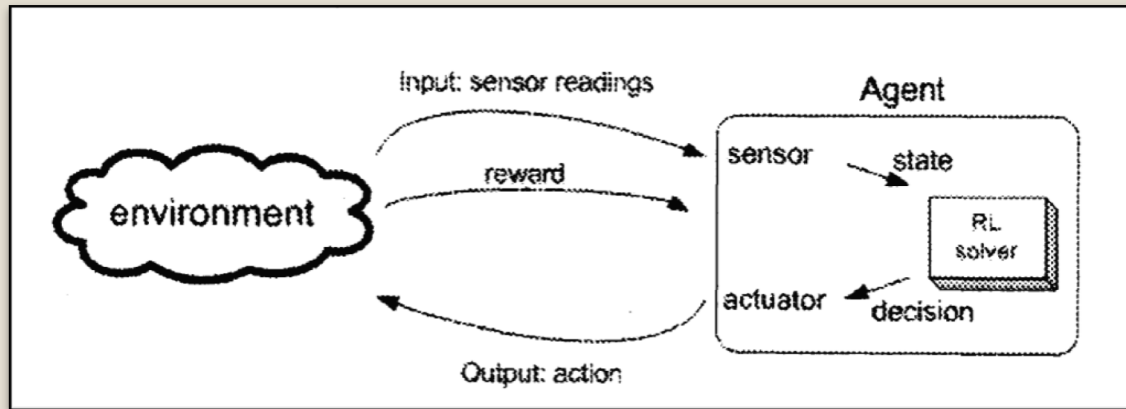 Input: sensor readings
Agent
sensor
state
reward
environment
RL
solver
actuator
decision
Output: action